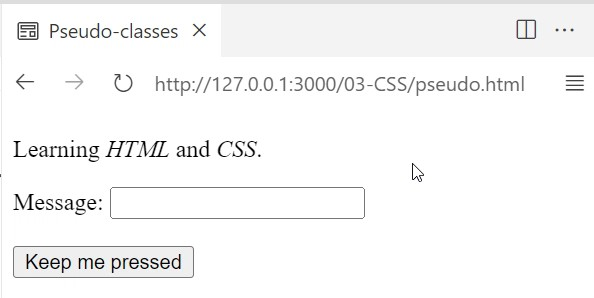 Pseudo-classes
http://127.0.0.1:3000/03-CSS/pseudo.html
Learning HTML and CSS.
Message:
Keep me pressed